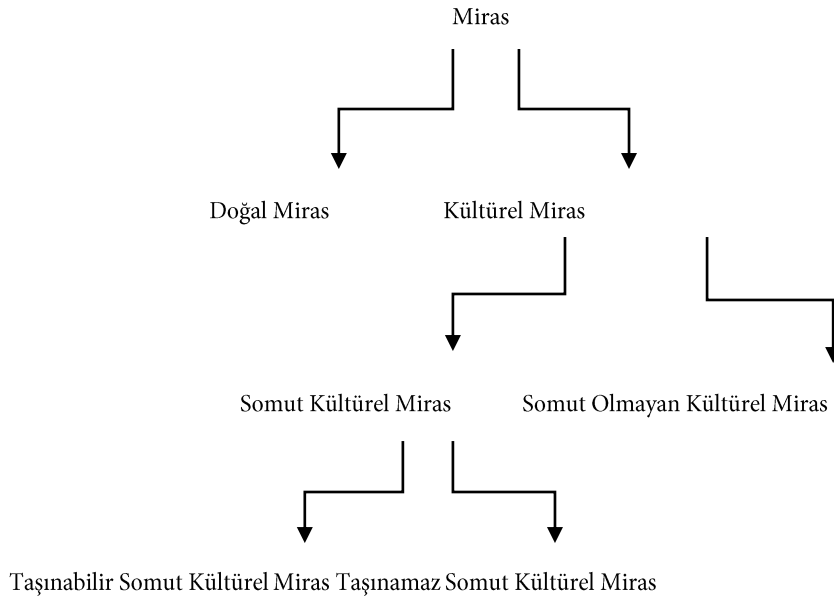 Miras
Doğal Miras Kültürel Miras
Somut Kültürel Miras Somut Olmayan Kültürel Miras
Taşınabilir Somut Kültürel Miras Taşınamaz Somut Kültürel Miras